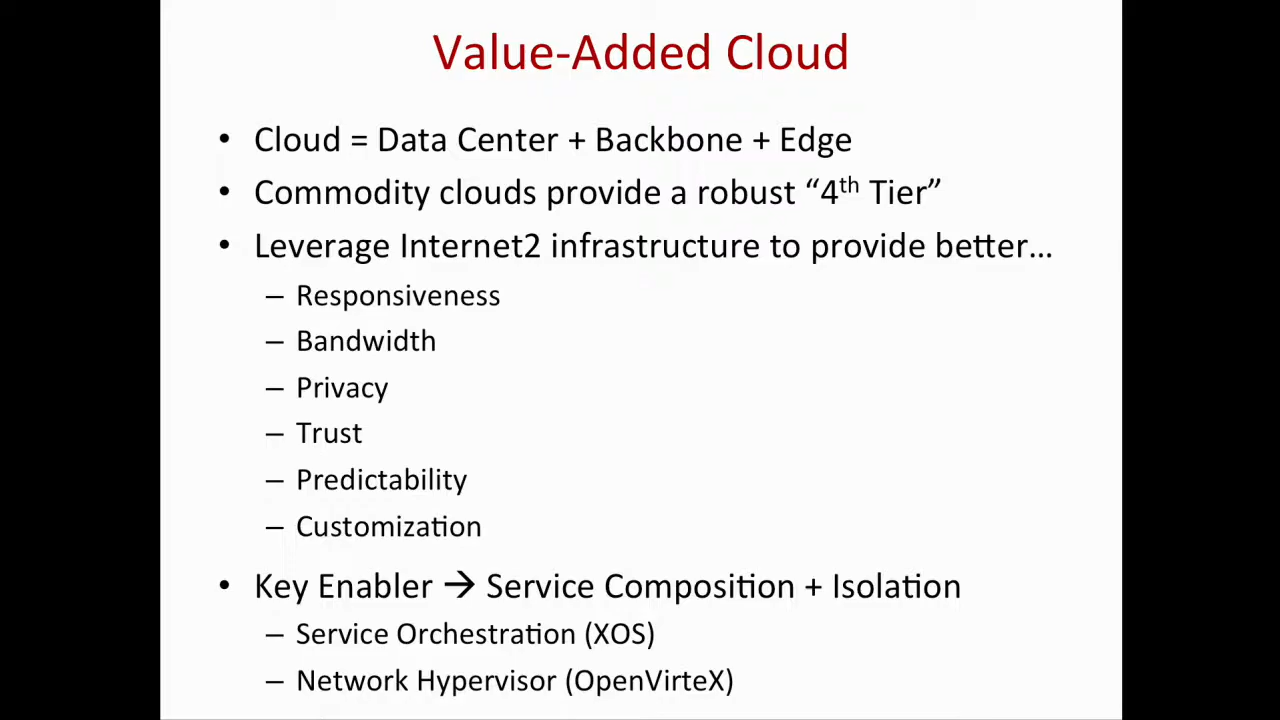 Value-Added Cloud
• Cloud = Data Center + Backbone + Edge
• Commodity clouds provide a robust “4th Tier”
• Leverage Internet2 infrastructure to provide better…
– Responsiveness
– Bandwidth
– Privacy
– Trust
– Predictability
– Customization
• Key Enabler → Service Composition + Isolation
– Service Orchestration (XOS)
– Network Hypervisor (OpenVirteX)